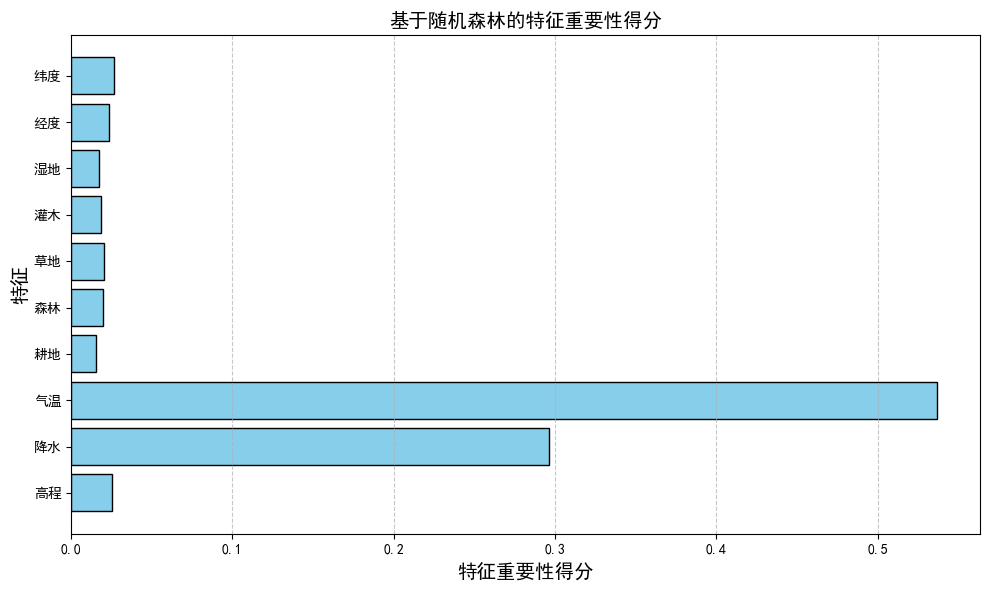 基于随机森林的特征重要性得分
纬度
经度
湿地
灌木
草地
森林
耕地
气温
降水
高程
特征
0.0 0.1 0.2 0.3 0.4 0.5
特征重要性得分